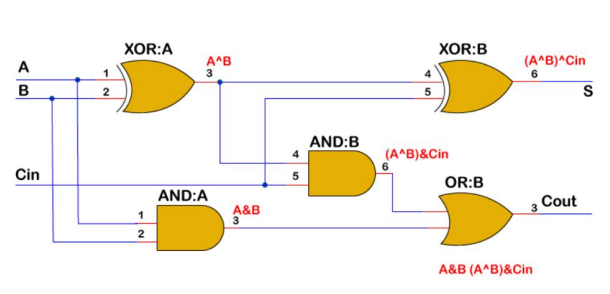 XOR:A
XOR:B
A^B
(A^B)^Cin
A
1
3
4
6
B
2
5
S
AND:B
4
(A^B)&Cin
6
Cin
5
AND:A
OR:B
A&B
1
3
3
Cout
2
A&B (A^B)&Cin